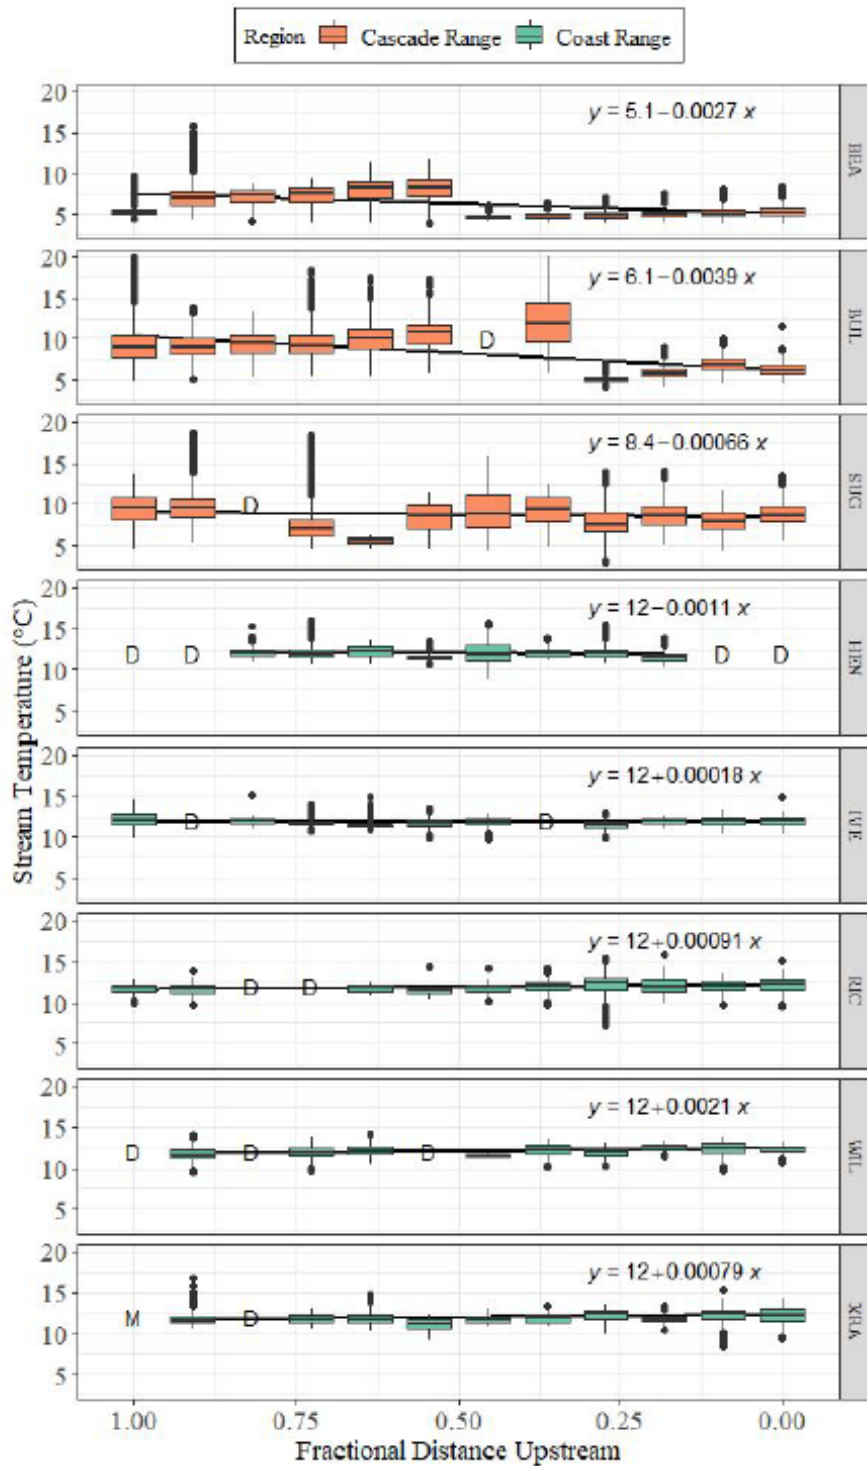 Region Cascade Range Coast Range
Stream Temperature (°C)
20
15
10
5
y = 5.1−0.0027 x
BEA
20
15
10
5
y = 6.1−0.0039 x
D
BUL
20
15
10
5
y = 8.4−0.00066 x
D
SUG
20
15
10
5
y = 12−0.0011 x
D D D D
HEN
20
15
10
5
y = 12+0.00018 x
D D
IVE
20
15
10
5
y = 12+0.00091 x
D D
RIC
20
15
10
5
y = 12+0.0021 x
D D D
WIL
20
15
10
5
y = 12+0.00079 x
M D
1.00 0.75 0.50 0.25 0.00
Fractional Distance Upstream